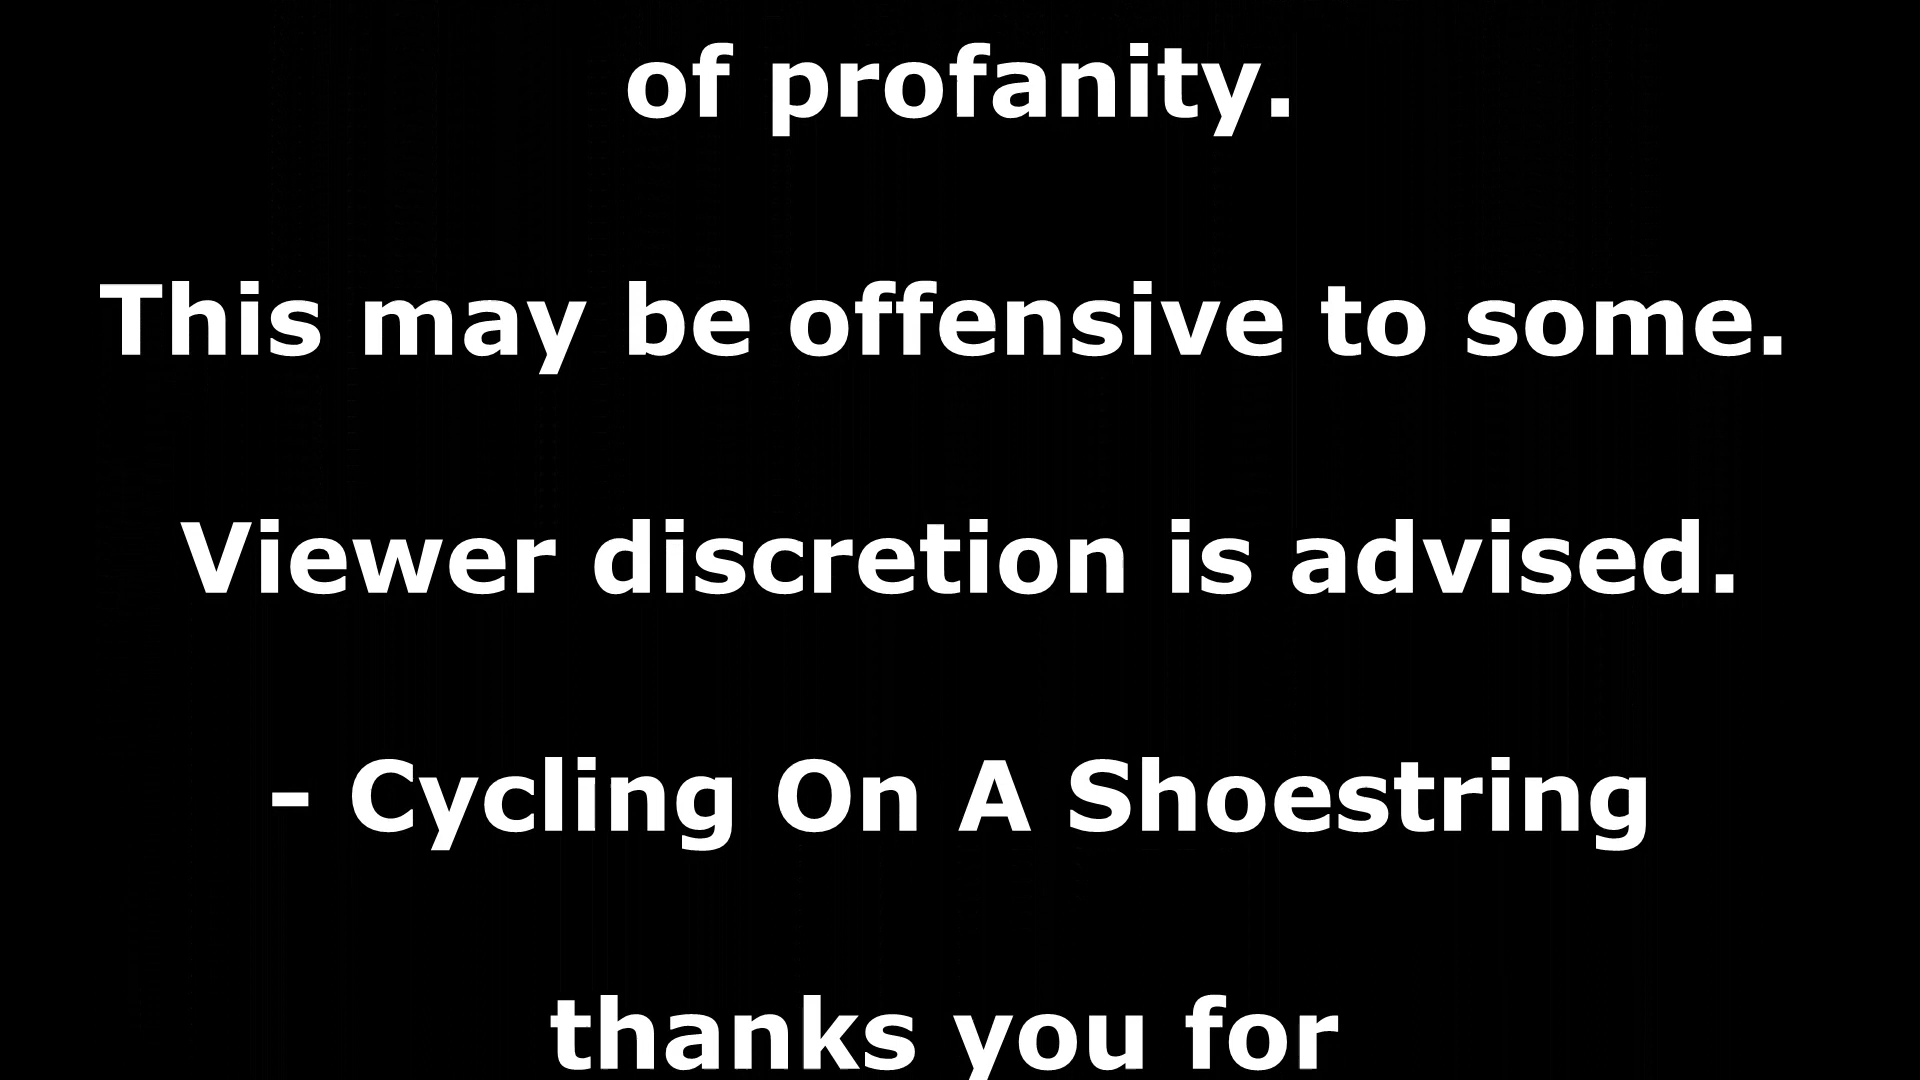 of profanity.
This may be offensive to some.
Viewer discretion is advised.
- Cycling On A Shoestring
thanks you for